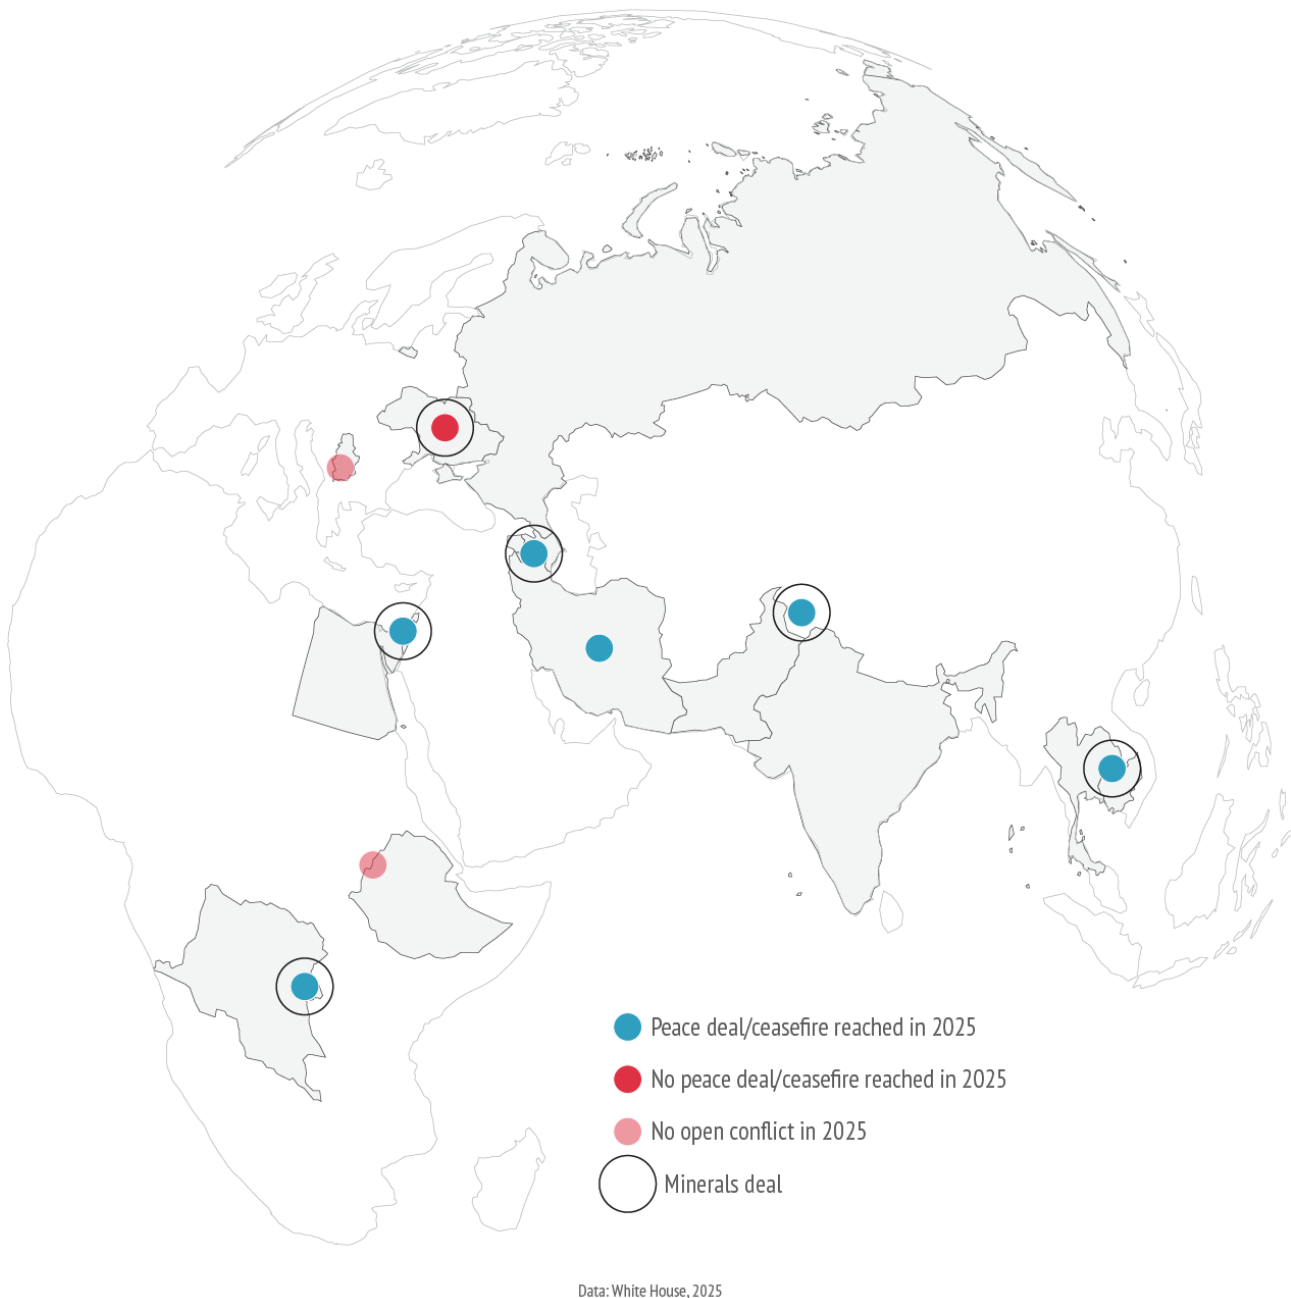 Peace deal/ceasefire reached in 2025
No peace deal/ceasefire reached in 2025
No open conflict in 2025
Minerals deal
Data: White House, 2025